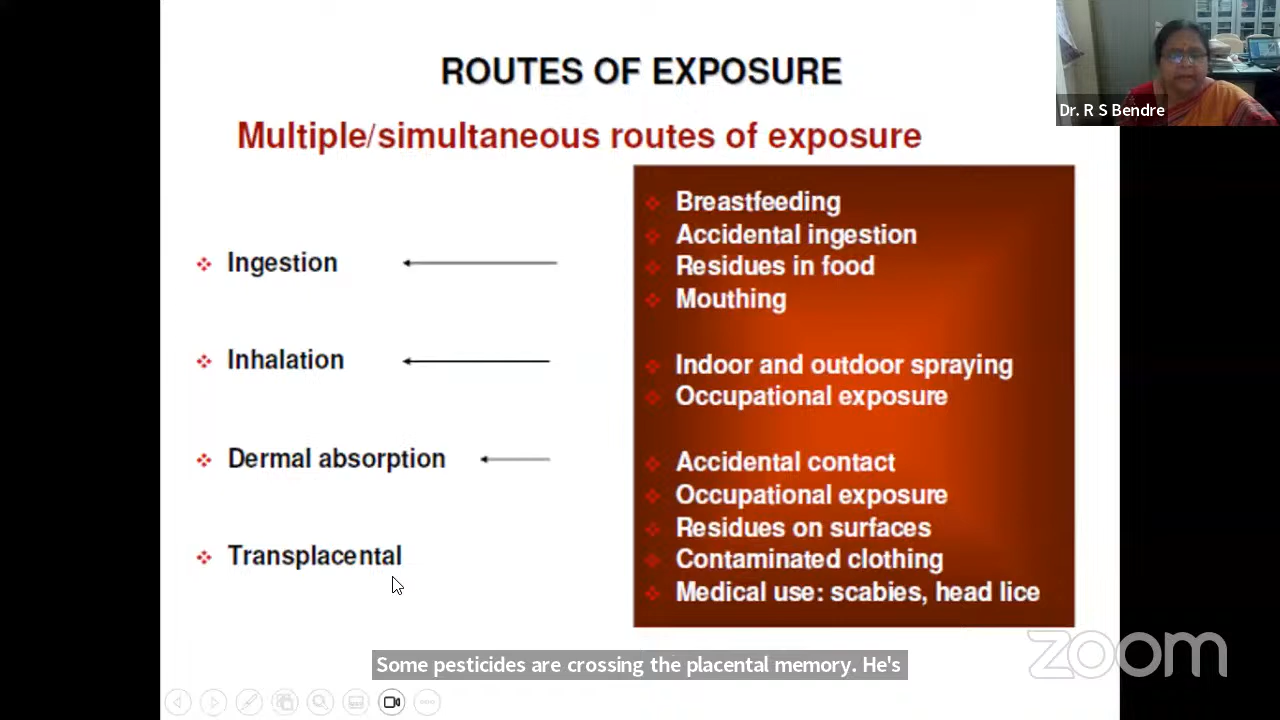 ROUTES OF EXPOSURE
Dr. R S Bendre
Multiple/simultaneous routes of exposure
Ingestion
Inhalation
Dermal absorption
Transplacental
Breastfeeding
Accidental ingestion
Residues in food
Mouthing
Indoor and outdoor spraying
Occupational exposure
Accidental contact
Occupational exposure
Residues on surfaces
Contaminated clothing
Medical use: scabies, head lice
Some pesticides are crossing the placental memory. He's
zoom